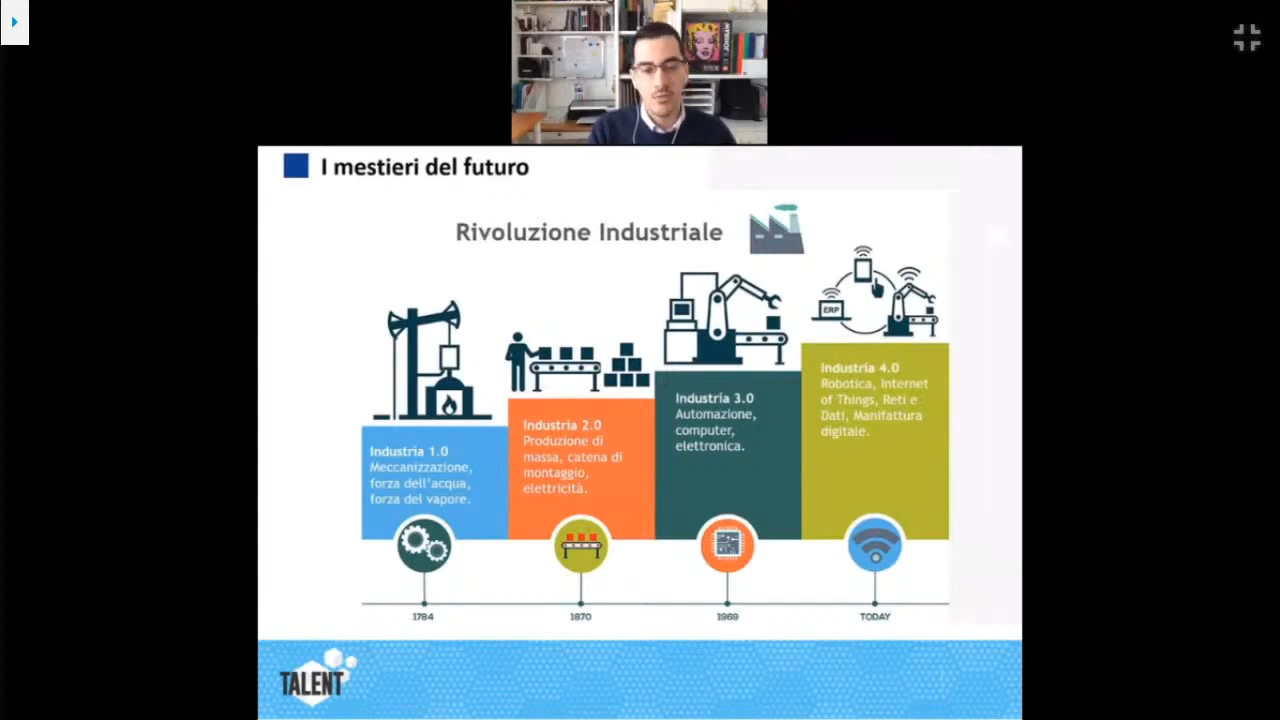 I mestieri del futuro
Rivoluzione Industriale
ERP
Industria 1.0
Meccanizzazione,
forza dell'acqua,
forza del vapore.
Industria 2.0
Produzione di
massa, catena di
montaggio,
elettricità.
Industria 3.0
Automazione,
computer,
elettronica.
Industria 4.0
Robotica, Internet
of Things, Reti e
Dati, Manifattura
digitale.
1784
1870
1969
TODAY
TALENT